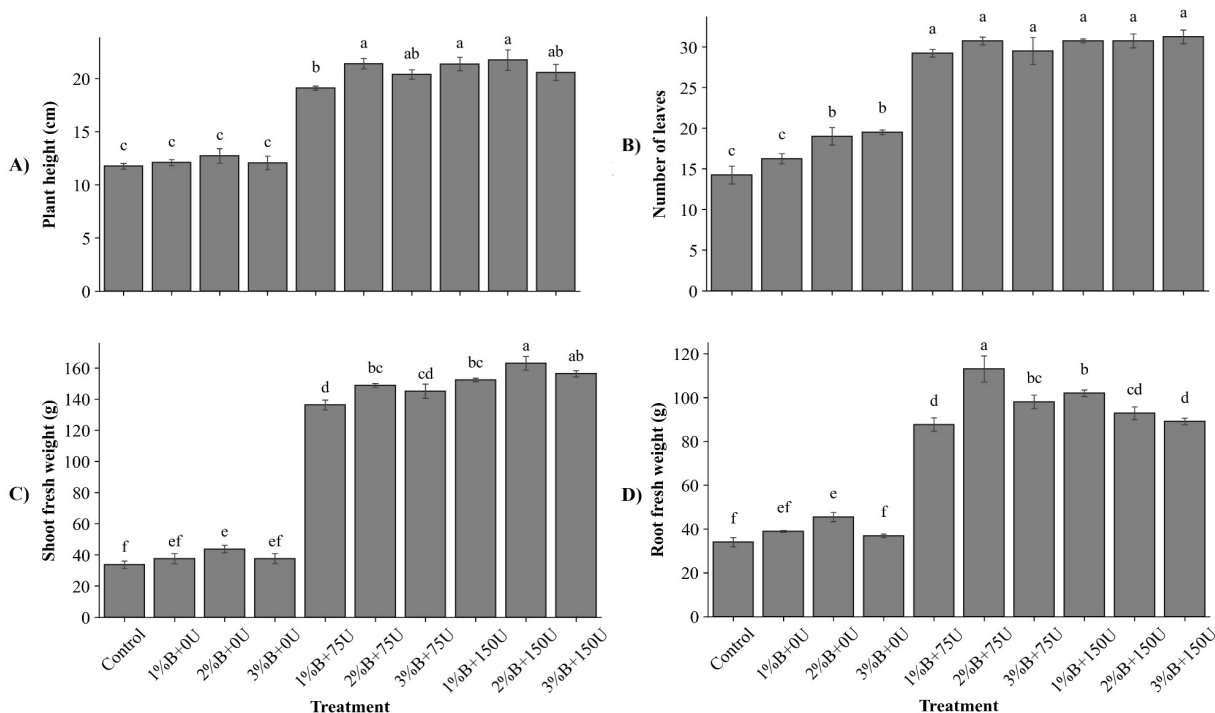 A)
Plant height (cm)
20
15
10
5
0
c
c
c
c
b
a
ab
a
a
ab
B)
Number of leaves
30
25
20
15
10
5
0
c
c
b
b
a
a
a
a
a
a
C)
Shoot fresh weight (g)
160
140
120
100
80
60
40
20
0
f
ef
e
ef
d
bc
cd
bc
a
ab
Control
1%B+0U
2%B+0U
3%B+0U
1%B+75U
2%B+75U
3%B+75U
1%B+150U
2%B+150U
3%B+150U
Treatment
D)
Root fresh weight (g)
120
100
80
60
40
20
0
f
ef
e
f
d
a
bc
b
cd
d
Control
1%B+0U
2%B+0U
3%B+0U
1%B+75U
2%B+75U
3%B+75U
1%B+150U
2%B+150U
3%B+150U
Treatment